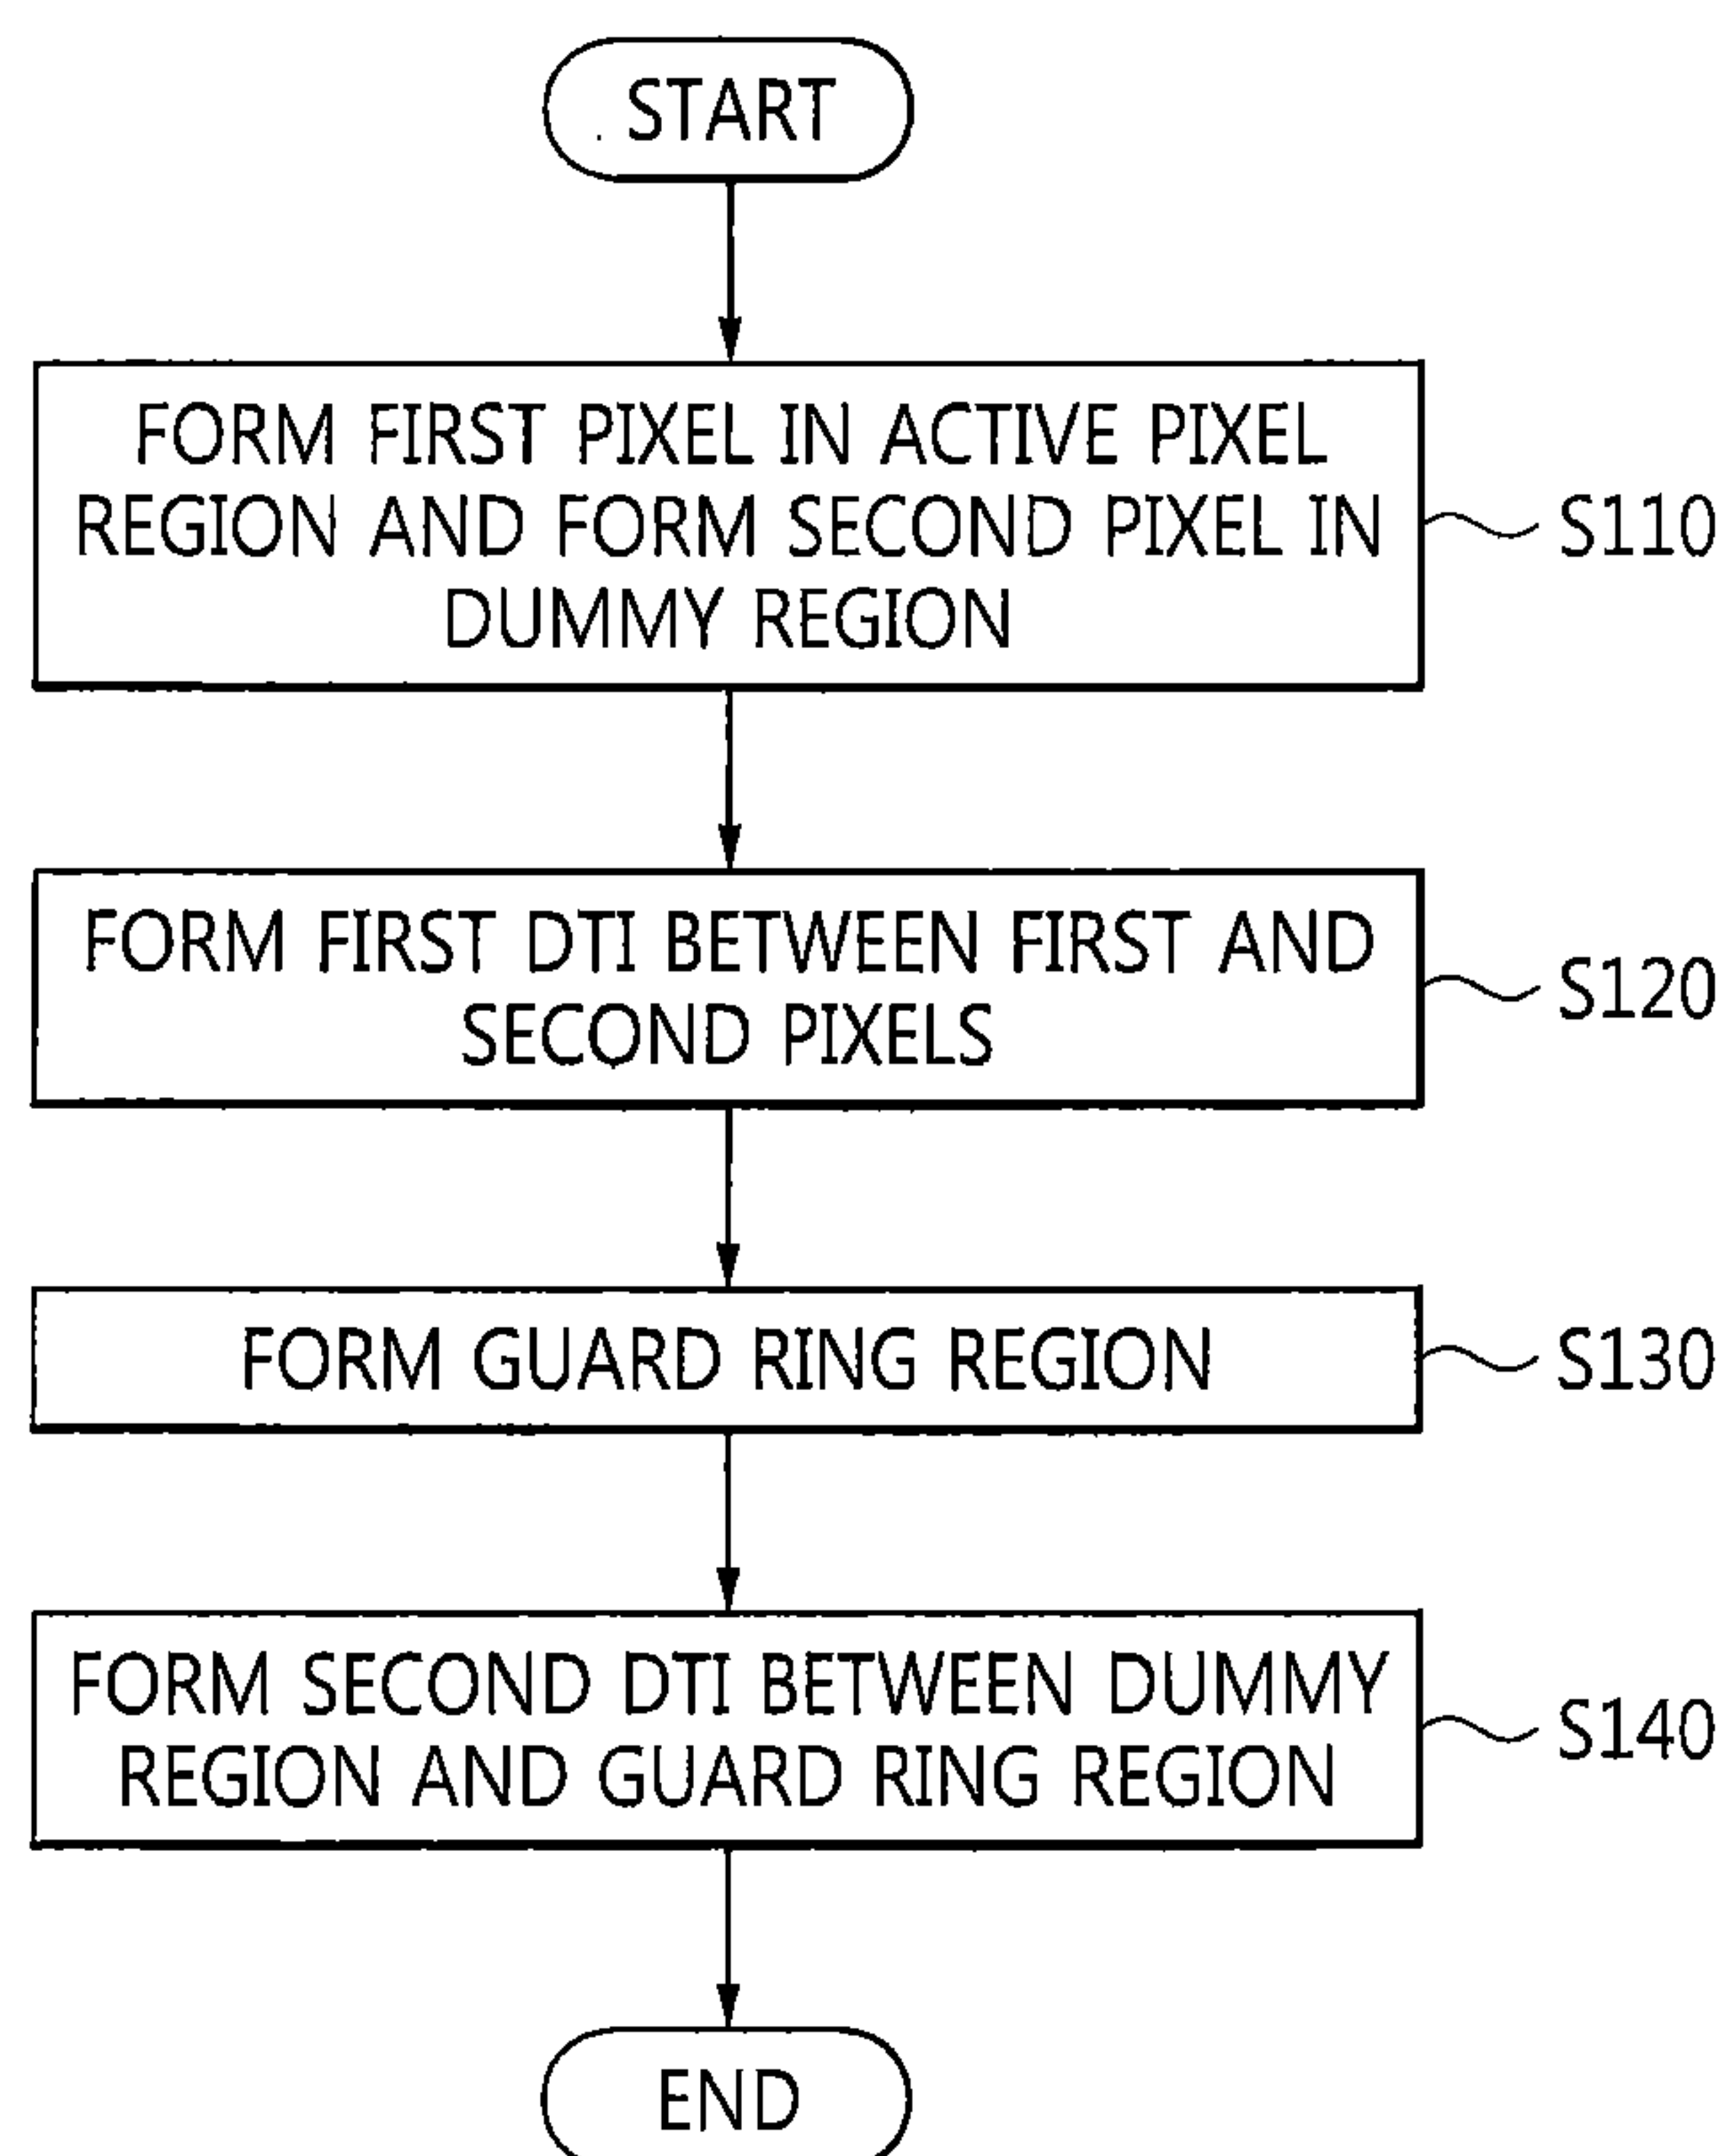 START
FORM FIRST PIXEL IN ACTIVE PIXEL
REGION AND FORM SECOND PIXEL IN
DUMMY REGION
S110
FORM FIRST DTI BETWEEN FIRST AND
SECOND PIXELS
S120
FORM GUARD RING REGION
S130
FORM SECOND DTI BETWEEN DUMMY
REGION AND GUARD RING REGION
S140
END